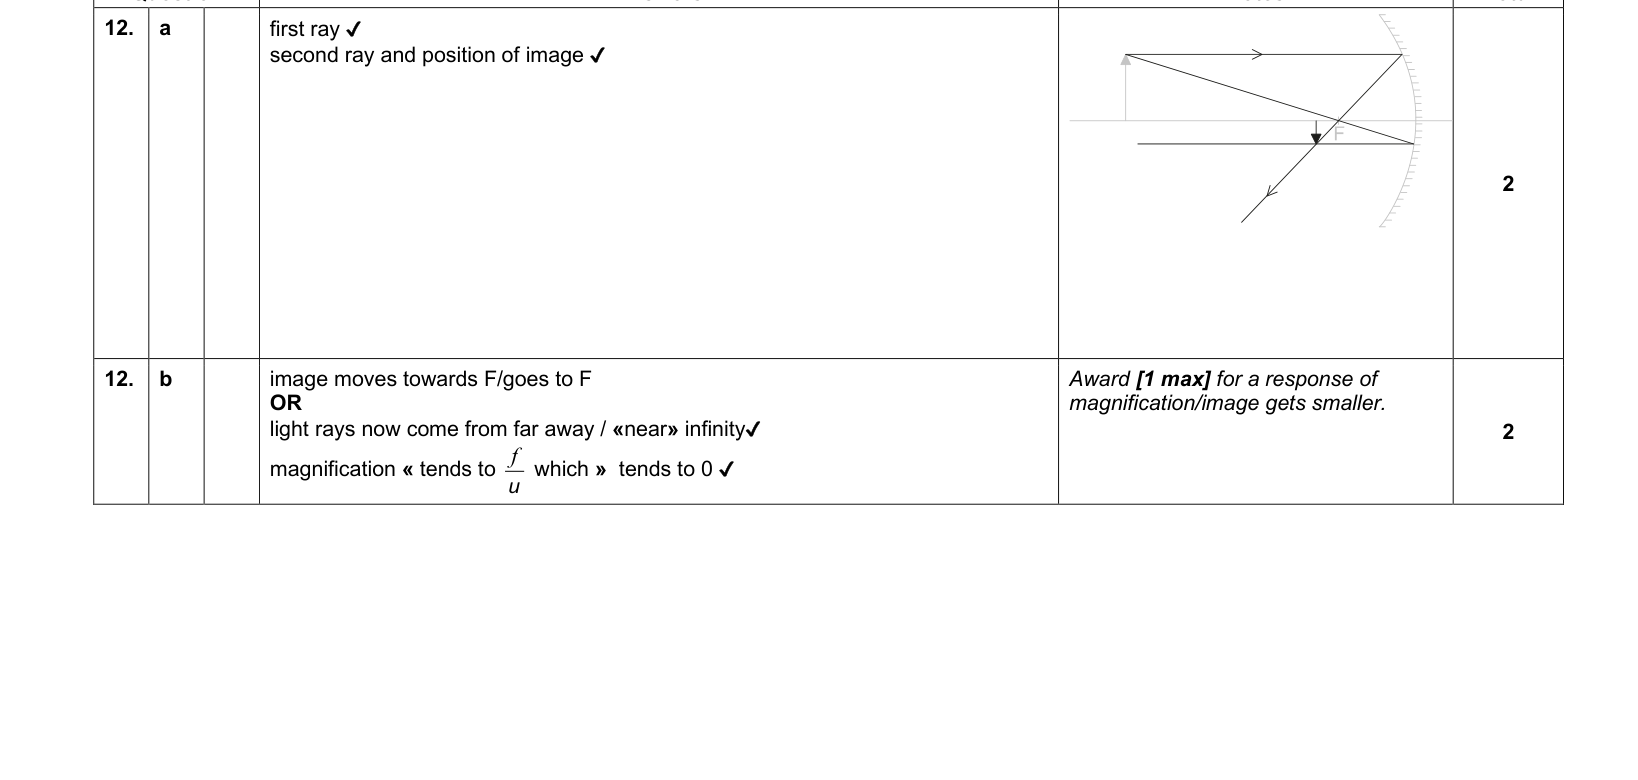 12. a first ray ✓
second ray and position of image ✓
F
2
12. b image moves towards F/goes to F
OR
light rays now come from far away / «near» infinity✓
magnification « tends to f/u which » tends to 0 ✓
Award [1 max] for a response of
magnification/image gets smaller.
2